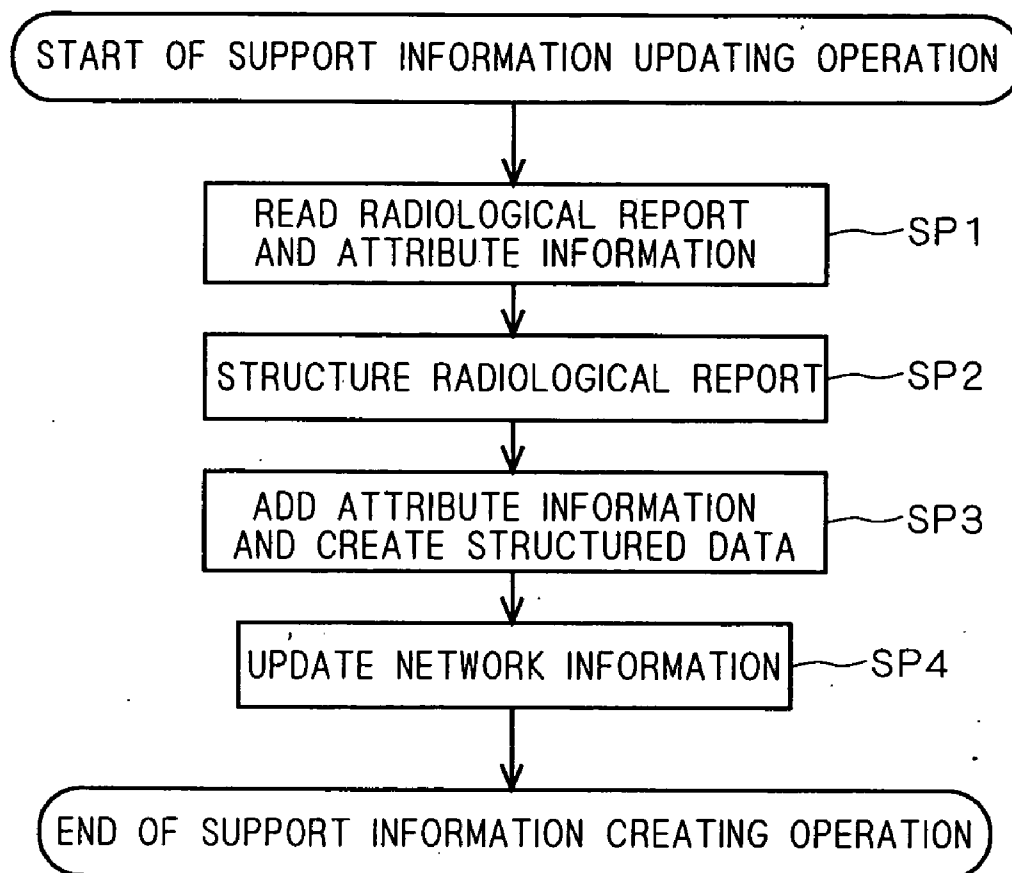 START OF SUPPORT INFORMATION UPDATING OPERATION
READ RADIOLOGICAL REPORT
AND ATTRIBUTE INFORMATION
SP1
STRUCTURE RADIOLOGICAL REPORT
SP2
ADD ATTRIBUTE INFORMATION
AND CREATE STRUCTURED DATA
SP3
UPDATE NETWORK INFORMATION
SP4
END OF SUPPORT INFORMATION CREATING OPERATION